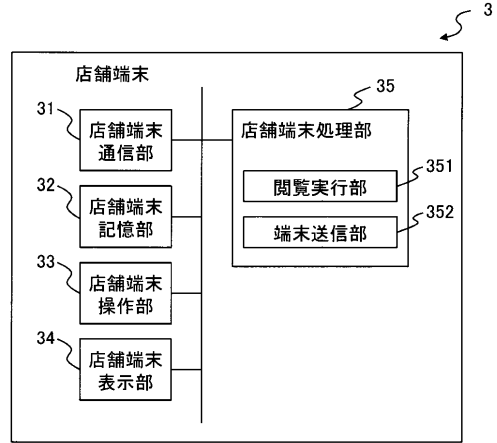 3
店舗端末
31
店舗端末
通信部
32
店舗端末
記憶部
33
店舗端末
操作部
34
店舗端末
表示部
35
店舗端末処理部
閲覧実行部
351
端末送信部
352